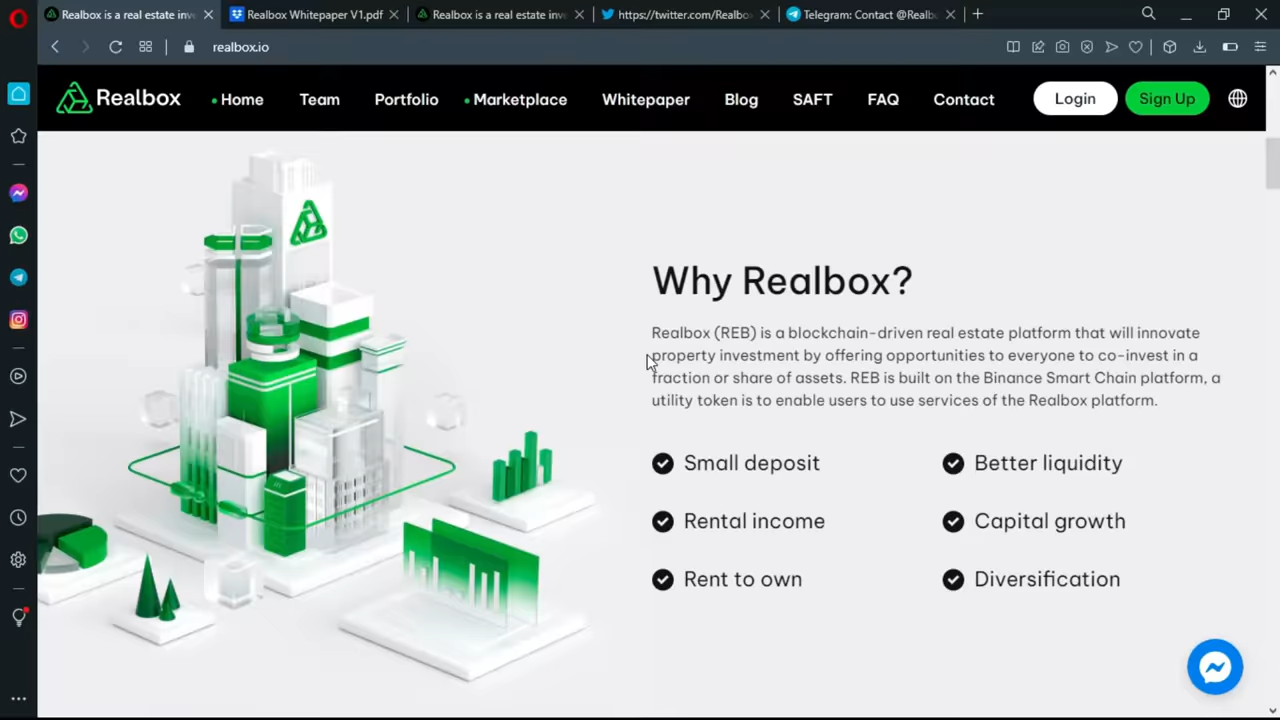 Realbox is a real estate inve
Realbox Whitepaper V1.pdf
Realbox is a real estate inve
https://twitter.com/Realbo
Telegram: Contact @Realb
realbox.io
Realbox
Home
Team
Portfolio
Marketplace
Whitepaper
Blog
SAFT
FAQ
Contact
Login
Sign Up
Why Realbox?
Realbox (REB) is a blockchain-driven real estate platform that will innovate
property investment by offering opportunities to everyone to co-invest in a
fraction or share of assets. REB is built on the Binance Smart Chain platform, a
utility token is to enable users to use services of the Realbox platform.
Small deposit
Better liquidity
Rental income
Capital growth
Rent to own
Diversification